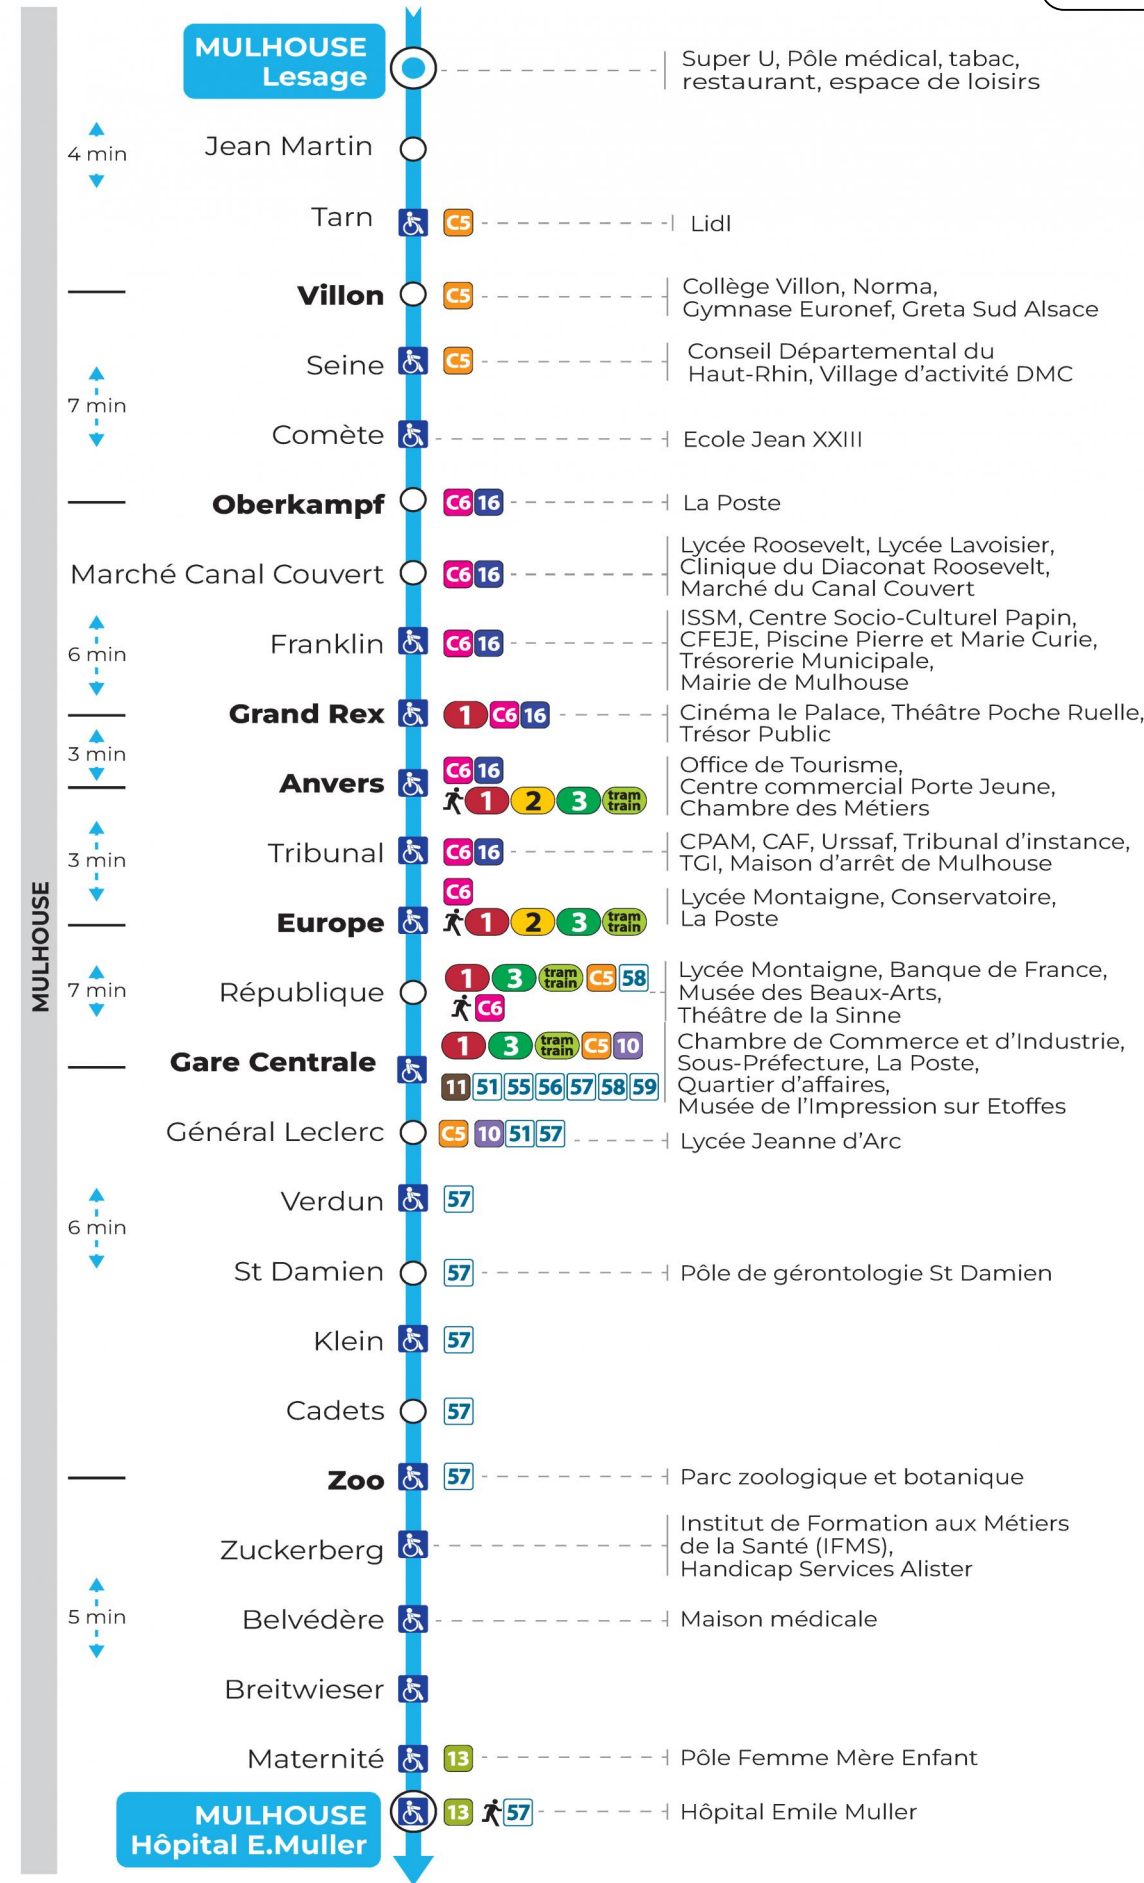 MULHOUSE
Lesage
Super U, Pôle médical, tabac,
restaurant, espace de loisirs
4 min
Jean Martin
Tarn
C5
Lidl
Villon
C5
Collège Villon, Norma,
Gymnase Euronef, Greta Sud Alsace
Seine
C5
Conseil Départemental du
Haut-Rhin, Village d’activité DMC
7 min
Comète
Ecole Jean XXIII
Oberkampf
C6 16
La Poste
Marché Canal Couvert
C6 16
Lycée Roosevelt, Lycée Lavoisier,
Clinique du Diaconat Roosevelt,
Marché du Canal Couvert
6 min
Franklin
C6 16
ISSM, Centre Socio-Culturel Papin,
CFEJE, Piscine Pierre et Marie Curie,
Trésorerie Municipale,
Mairie de Mulhouse
Grand Rex
1 C6 16
Cinéma le Palace, Théâtre Poche Ruelle,
Trésor Public
3 min
Anvers
C6 16
1 2 3 tram train
Office de Tourisme,
Centre commercial Porte Jeune,
Chambre des Métiers
3 min
Tribunal
C6 16
CPAM, CAF, Urssaf, Tribunal d’instance,
TGI, Maison d’arrêt de Mulhouse
Europe
C6
1 2 3 tram train
Lycée Montaigne, Conservatoire,
La Poste
MULHOUSE
7 min
République
1 3 tram train C5 58
C6
Lycée Montaigne, Banque de France,
Musée des Beaux-Arts,
Théâtre de la Sinne
Gare Centrale
1 3 tram train C5 10
11 51 55 56 57 58 59
Chambre de Commerce et d’Industrie,
Sous-Préfecture, La Poste,
Quartier d’affaires,
Musée de l’Impression sur Etoffes
Général Leclerc
C5 10 51 57
Lycée Jeanne d’Arc
6 min
Verdun
57
St Damien
57
Pôle de gérontologie St Damien
Klein
57
Cadets
57
Zoo
57
Parc zoologique et botanique
Zuckerberg
Institut de Formation aux Métiers
de la Santé (IFMS),
Handicap Services Alister
5 min
Belvédère
Maison médicale
Breitwieser
Maternité
13
Pôle Femme Mère Enfant
MULHOUSE
Hôpital E.Muller
13 57
Hôpital Emile Muller